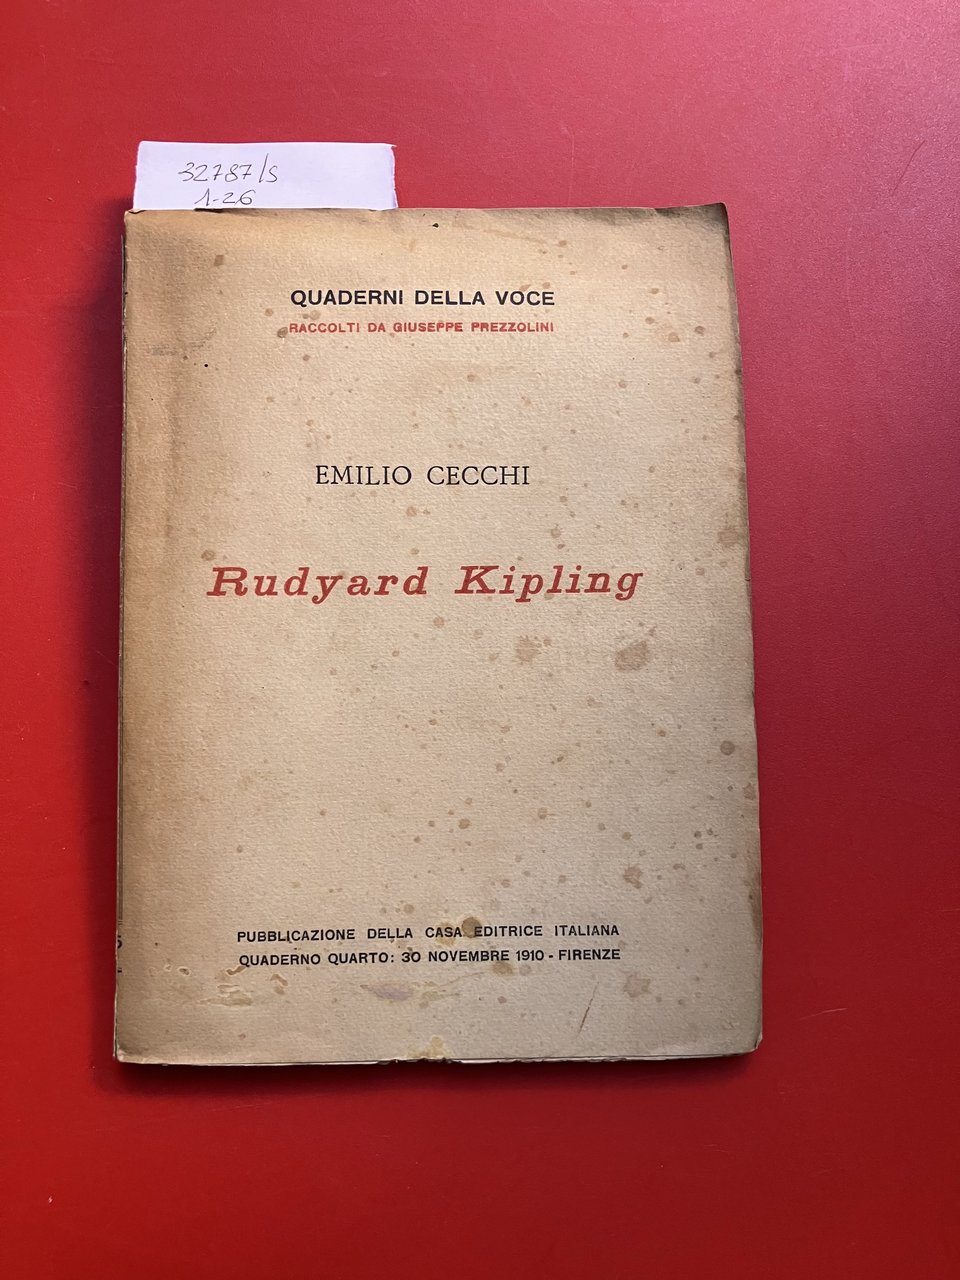 32787/S
1-26
QUADERNI DELLA VOCE
RACCOLTI DA GIUSEPPE PREZZOLINI
EMILIO CECCHI
Rudyard Kipling
PUBBLICAZIONE DELLA CASA EDITRICE ITALIANA
QUADERNO QUARTO: 30 NOVEMBRE 1910 - FIRENZE